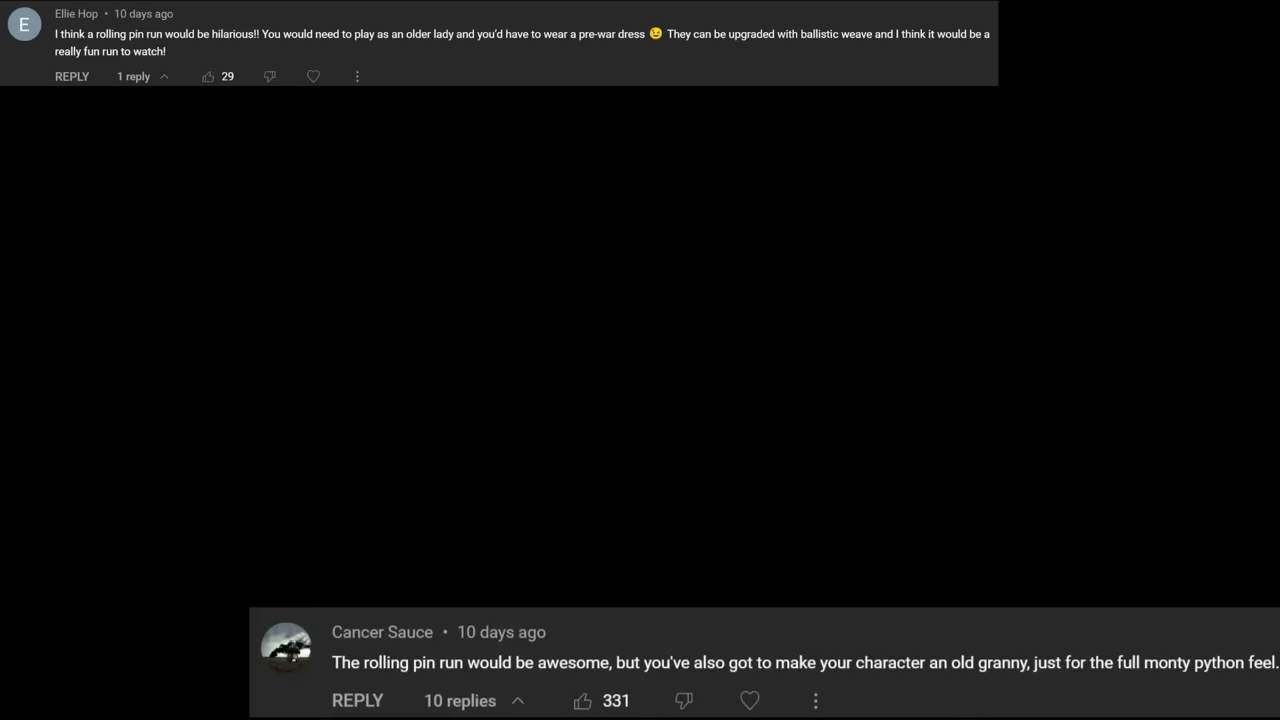 E
Ellie Hop • 10 days ago
I think a rolling pin run would be hilarious!! You would need to play as an older lady and you'd have to wear a pre-war dress 😉 They can be upgraded with ballistic weave and I think it would be a
really fun run to watch!
REPLY 1 reply 29
Cancer Sauce • 10 days ago
The rolling pin run would be awesome, but you've also got to make your character an old granny, just for the full monty python feel.
REPLY 10 replies 331